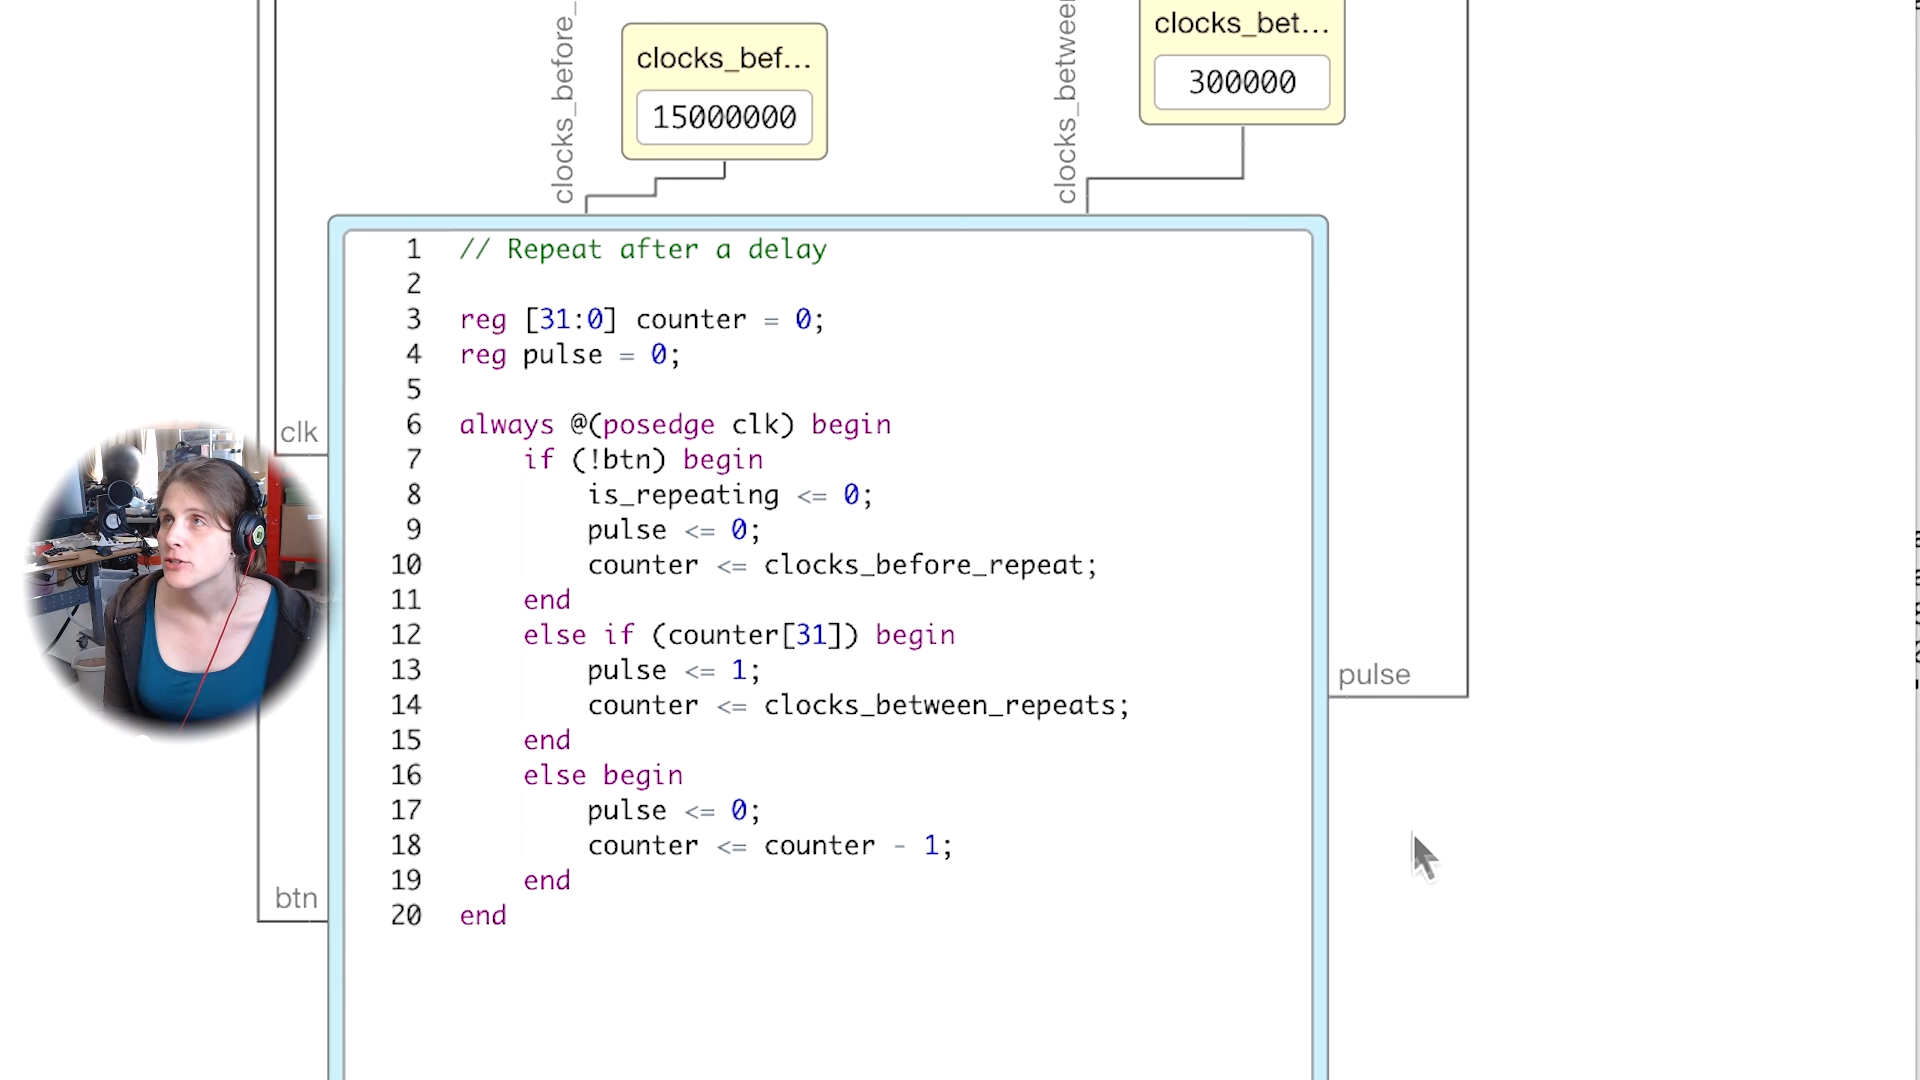 clocks_before_
clocks_bef...
15000000
clocks_between
clocks_bet...
300000
clk
btn
pulse
1 // Repeat after a delay
2
3 reg [31:0] counter = 0;
4 reg pulse = 0;
5
6 always @(posedge clk) begin
7 if (!btn) begin
8 is_repeating <= 0;
9 pulse <= 0;
10 counter <= clocks_before_repeat;
11 end
12 else if (counter[31]) begin
13 pulse <= 1;
14 counter <= clocks_between_repeats;
15 end
16 else begin
17 pulse <= 0;
18 counter <= counter - 1;
19 end
20 end